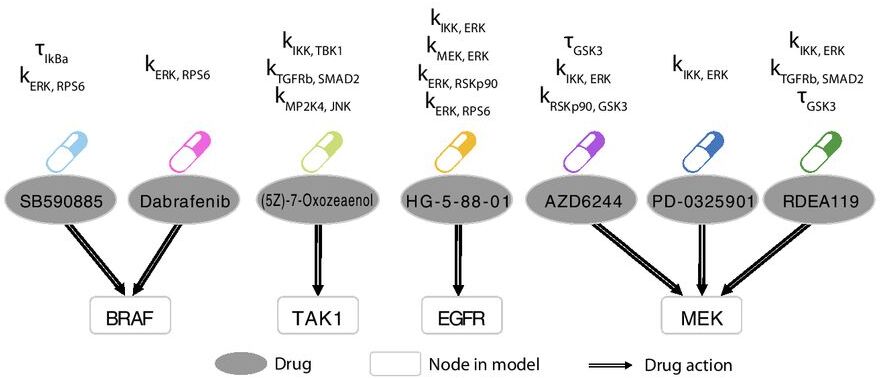 τIkBa
kERK, RPS6
kERK, RPS6
kIKK, TBK1
kTGFRb, SMAD2
kMP2K4, JNK
kIKK, ERK
kMEK, ERK
kERK, RSKp90
kERK, RPS6
τGSK3
kIKK, ERK
kRSKp90, GSK3
kIKK, ERK
kIKK, ERK
kTGFRb, SMAD2
τGSK3
SB590885
Dabrafenib
(5Z)-7-Oxozeaenol
HG-5-88-01
AZD6244
PD-0325901
RDEA119
BRAF
TAK1
EGFR
MEK
Drug
Node in model
Drug action